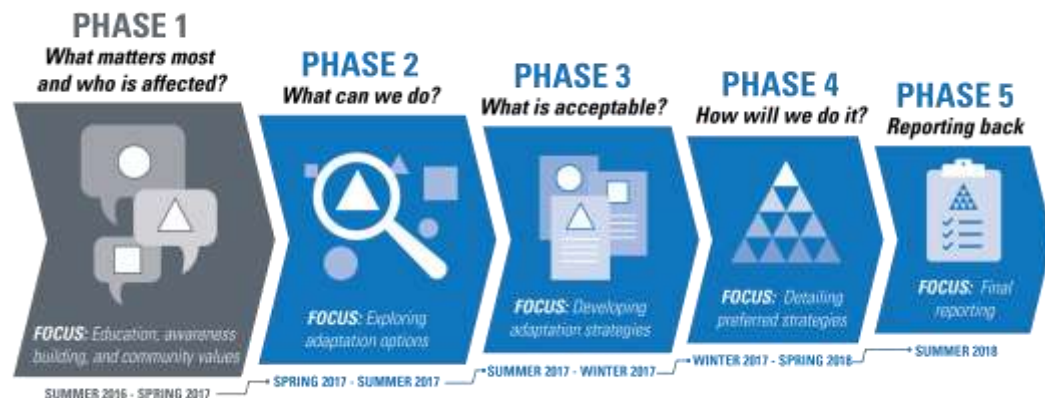 PHASE 1
What matters most
and who is affected?
FOCUS: Education, awareness
building, and community values
SUMMER 2016 - SPRING 2017
PHASE 2
What can we do?
FOCUS: Exploring
adaptation options
SPRING 2017 - SUMMER 2017
PHASE 3
What is acceptable?
FOCUS: Developing
adaptation strategies
SUMMER 2017 - WINTER 2017
PHASE 4
How will we do it?
FOCUS: Detailing
preferred strategies
WINTER 2017 - SPRING 2018
PHASE 5
Reporting back
FOCUS: Final
reporting
SUMMER 2018